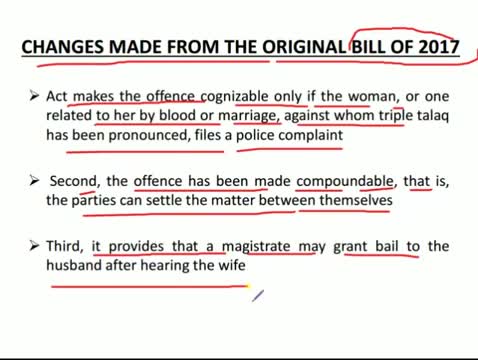 CHANGES MADE FROM THE ORIGINAL BILL OF 2017
➢ Act makes the offence cognizable only if the woman, or one
related to her by blood or marriage, against whom triple talaq
has been pronounced, files a police complaint
➢ Second, the offence has been made compoundable, that is,
the parties can settle the matter between themselves
➢ Third, it provides that a magistrate may grant bail to the
husband after hearing the wife